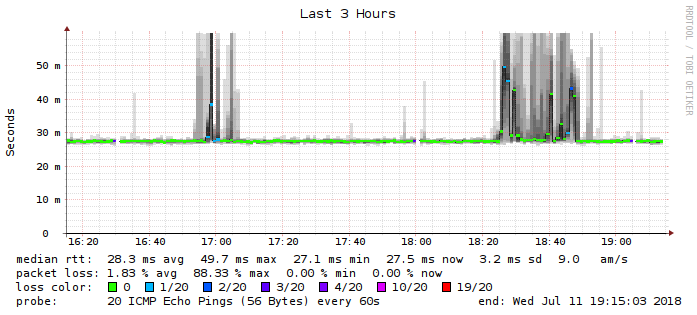 Last 3 Hours
RRDTOOL / TOBI OETIKER
Seconds
50 m
40 m
30 m
20 m
10 m
0
16:20 16:40 17:00 17:20 17:40 18:00 18:20 18:40 19:00
median rtt: 28.3 ms avg 49.7 ms max 27.1 ms min 27.5 ms now 3.2 ms sd 9.0 am/s
packet loss: 1.83 % avg 88.33 % max 0.00 % min 0.00 % now
loss color: 0 1/20 2/20 3/20 4/20 10/20 19/20
probe: 20 ICMP Echo Pings (56 Bytes) every 60s end: Wed Jul 11 19:15:03 2018